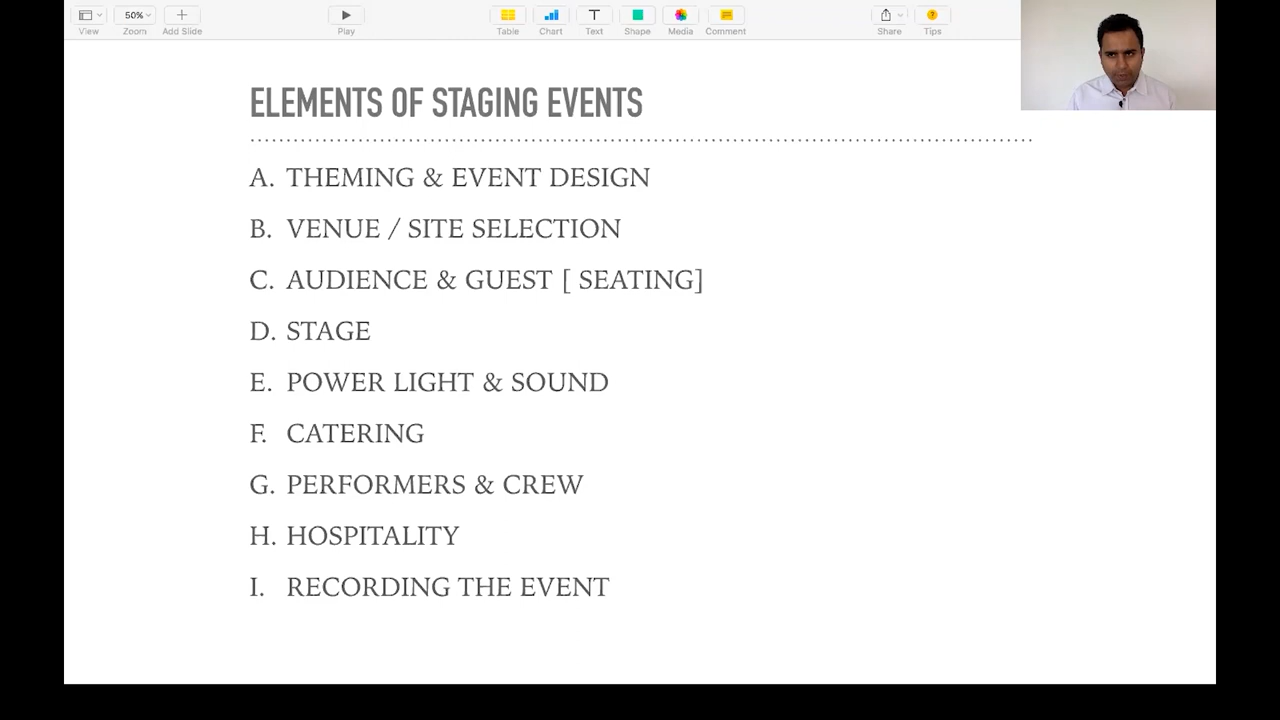 50%
View
Zoom
Add Slide
Play
Table
Chart
Text
Shape
Media
Comment
Share
Tips
ELEMENTS OF STAGING EVENTS
A. THEMING & EVENT DESIGN
B. VENUE / SITE SELECTION
C. AUDIENCE & GUEST [ SEATING]
D. STAGE
E. POWER LIGHT & SOUND
F. CATERING
G. PERFORMERS & CREW
H. HOSPITALITY
I. RECORDING THE EVENT